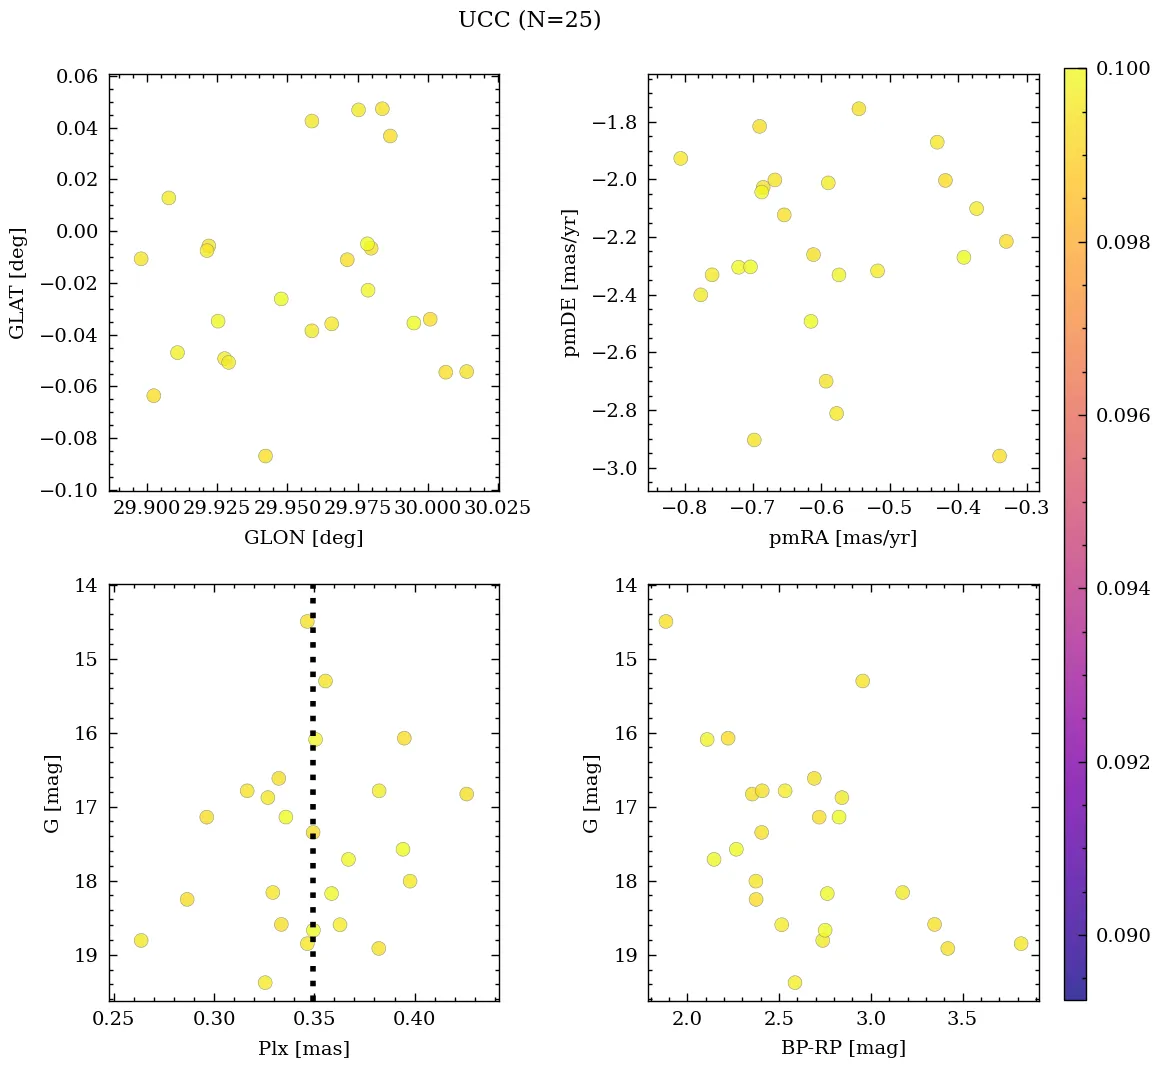 UCC (N=25)
0.06
0.04
0.02
0.00
−0.02
−0.04
−0.06
−0.08
−0.10
GLAT [deg]
29.900 29.925 29.950 29.975 30.000 30.025
GLON [deg]
−1.8
−2.0
−2.2
−2.4
−2.6
−2.8
−3.0
pmDE [mas/yr]
−0.8 −0.7 −0.6 −0.5 −0.4 −0.3
pmRA [mas/yr]
14
15
16
17
18
19
G [mag]
0.25 0.30 0.35 0.40
Plx [mas]
14
15
16
17
18
19
G [mag]
2.0 2.5 3.0 3.5
BP-RP [mag]
0.100
0.098
0.096
0.094
0.092
0.090